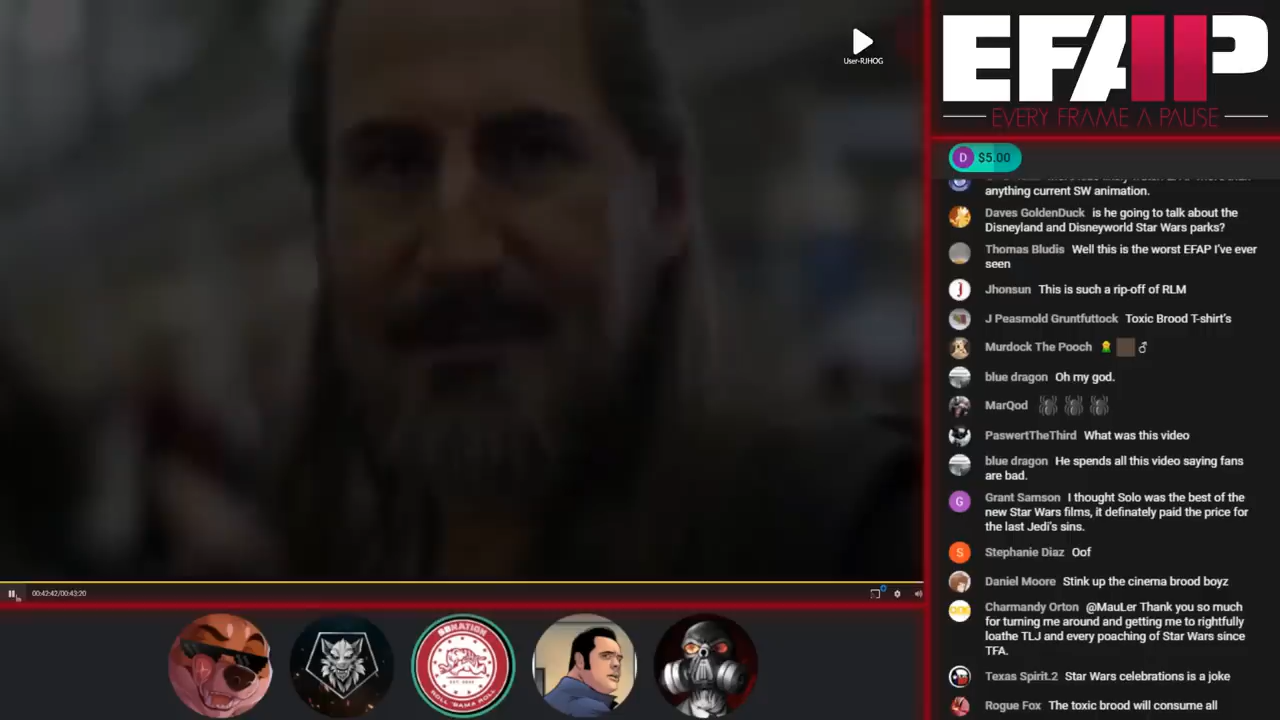 User-RJHOG
EFAP
EVERY FRAME A PAUSE
D $5.00
anything current SW animation.
Daves GoldenDuck is he going to talk about the
Disneyland and Disneyworld Star Wars parks?
Thomas Bludis Well this is the worst EFAP I've ever
seen
Jhonsun This is such a rip-off of RLM
J Peasmold Gruntfuttock Toxic Brood T-shirt's
Murdock The Pooch
blue dragon Oh my god.
MarQod
PaswertTheThird What was this video
blue dragon He spends all this video saying fans
are bad.
G Grant Samson I thought Solo was the best of the
new Star Wars films, it definately paid the price for
the last Jedi's sins.
S Stephanie Diaz Oof
Daniel Moore Stink up the cinema brood boyz
Charmandy Orton @MauLer Thank you so much
for turning me around and getting me to rightfully
loathe TLJ and every poaching of Star Wars since
TFA.
Texas Spirit.2 Star Wars celebrations is a joke
Rogue Fox The toxic brood will consume all
00:42:42/00:43:20
NATION
ROLL 'BAMA ROLL